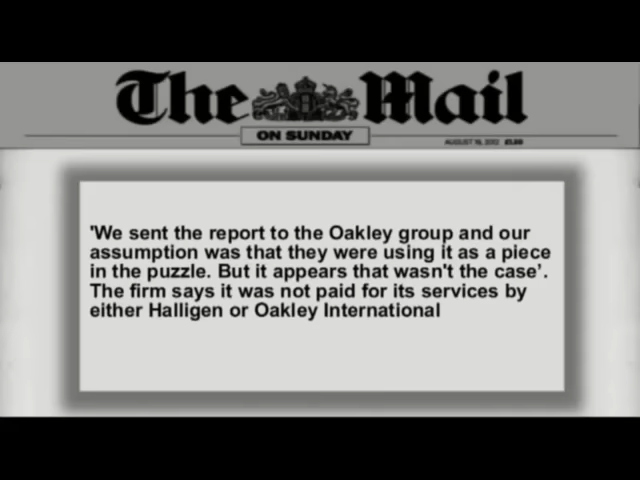 The Mail
ON SUNDAY
'We sent the report to the Oakley group and our
assumption was that they were using it as a piece
in the puzzle. But it appears that wasn't the case'.
The firm says it was not paid for its services by
either Halligen or Oakley International